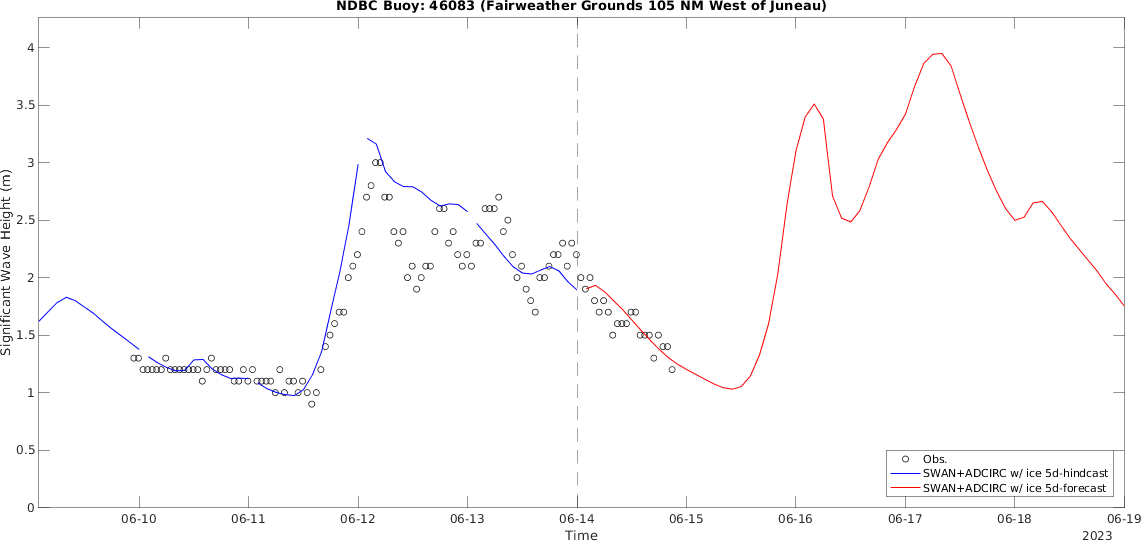 NDBC Buoy: 46083 (Fairweather Grounds 105 NM West of Juneau)
Significant Wave Height (m)
4
3.5
3
2.5
2
1.5
1
0.5
0
Obs.
SWAN+ADCIRC w/ ice 5d-hindcast
SWAN+ADCIRC w/ ice 5d-forecast
06-10 06-11 06-12 06-13 06-14 06-15 06-16 06-17 06-18 06-19
Time
2023